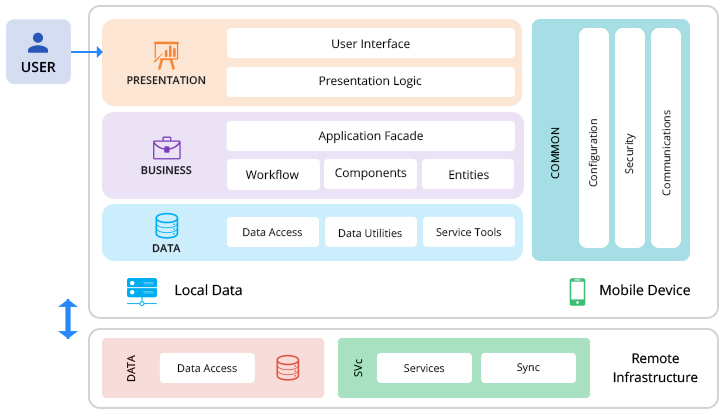 USER
PRESENTATION
User Interface
Presentation Logic
BUSINESS
Application Facade
Workflow
Components
Entities
DATA
Data Access
Data Utilities
Service Tools
COMMON
Configuration
Security
Communications
Local Data
Mobile Device
DATA
Data Access
SVc
Services
Sync
Remote
Infrastructure